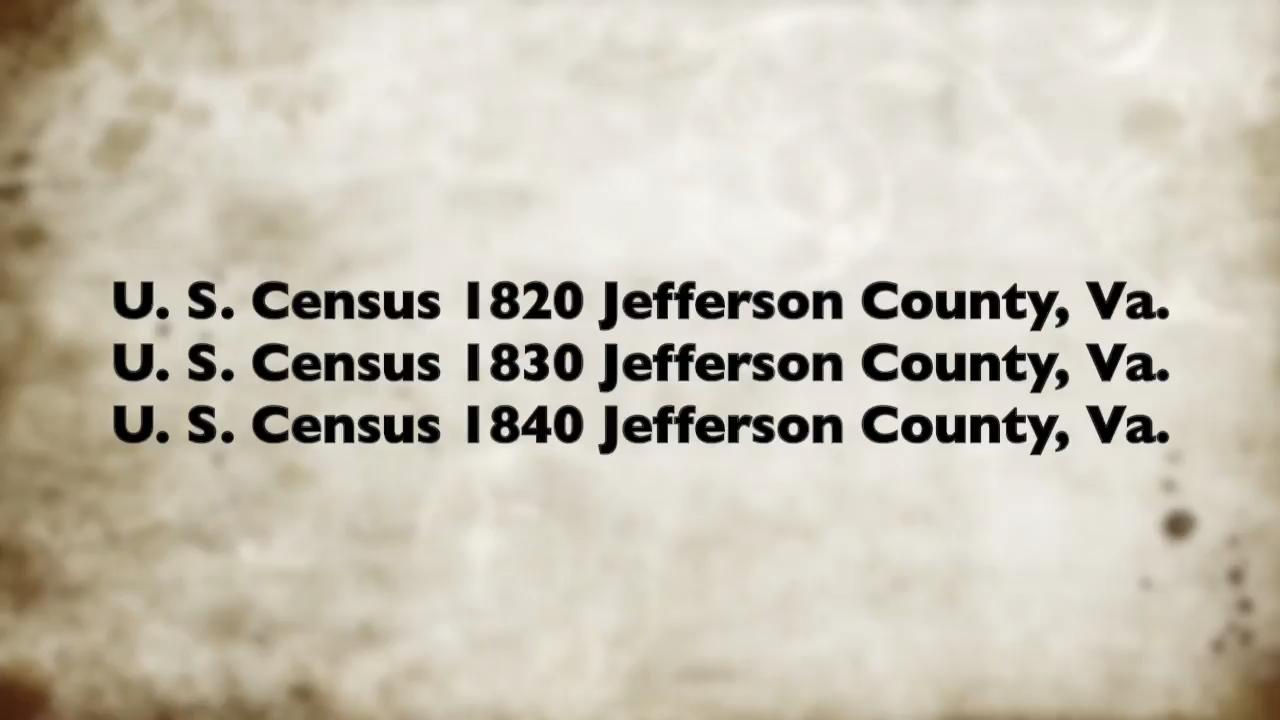 U. S. Census 1820 Jefferson County, Va.
U. S. Census 1830 Jefferson County, Va.
U. S. Census 1840 Jefferson County, Va.